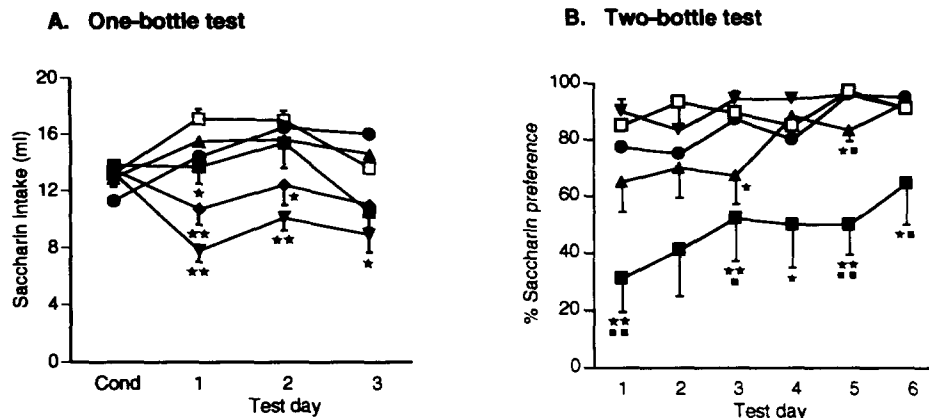 A. One-bottle test
Saccharin intake (ml)
20
16
12
8
4
0
Cond 1 2 3
Test day
B. Two-bottle test
% Saccharin preference
100
80
60
40
20
0
1 2 3 4 5 6
Test day